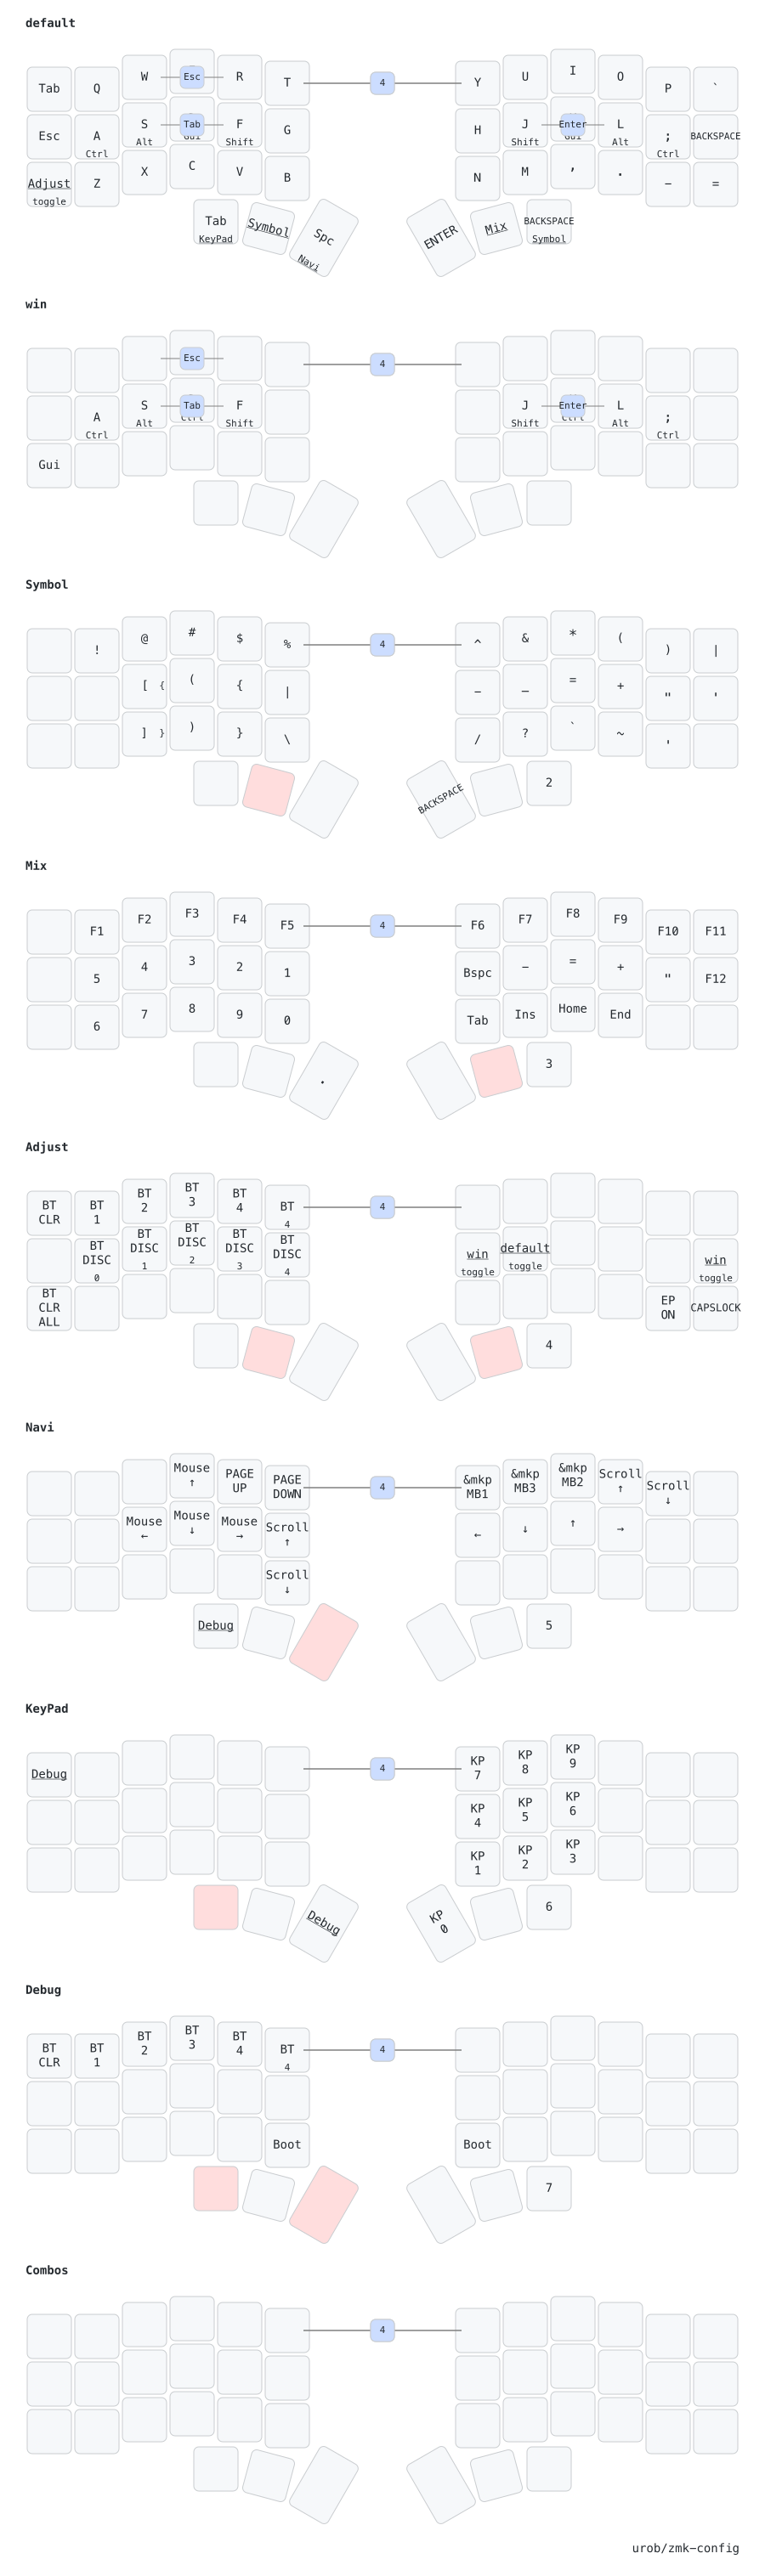 default
Tab Q W Esc R T 4 Y U I O P `
Esc A S Tab F G H J Enter L ; BACKSPACE
Ctrl Alt Shift Shift Alt Ctrl
Adjust Z X C V B N M , . − =
toggle
Tab Symbol Spc ENTER Mix BACKSPACE
KeyPad Navi Symbol
win
Esc 4
A S Tab F J Enter L ;
Ctrl Alt Ctrl Shift Shift Ctrl Alt Ctrl
Gui
Symbol
! @ # $ % 4 ^ & * ( ) |
[ { ( { | − _ = + " '
] } ) } \ / ? ` ~ '
BACKSPACE 2
Mix
F1 F2 F3 F4 F5 4 F6 F7 F8 F9 F10 F11
5 4 3 2 1 Bspc − = + " F12
6 7 8 9 0 Tab Ins Home End
. 3
Adjust
BT CLR BT 1 BT 2 BT 3 BT 4 BT 4 4
BT DISC 0 BT DISC 1 BT DISC 2 BT DISC 3 BT DISC 4 win toggle default toggle win toggle
BT CLR ALL EP ON CAPSLOCK
4
Navi
Mouse ↑ PAGE UP PAGE DOWN 4 &mkp MB1 &mkp MB3 &mkp MB2 Scroll ↑ Scroll ↓
Mouse ← Mouse ↓ Mouse → Scroll ↑ ← ↓ ↑ →
Scroll ↓
Debug 5
KeyPad
Debug 4 KP 7 KP 8 KP 9
KP 4 KP 5 KP 6
KP 1 KP 2 KP 3
Debug KP 0 6
Debug
BT CLR BT 1 BT 2 BT 3 BT 4 BT 4 4
Boot Boot
7
Combos
4
urob/zmk−config